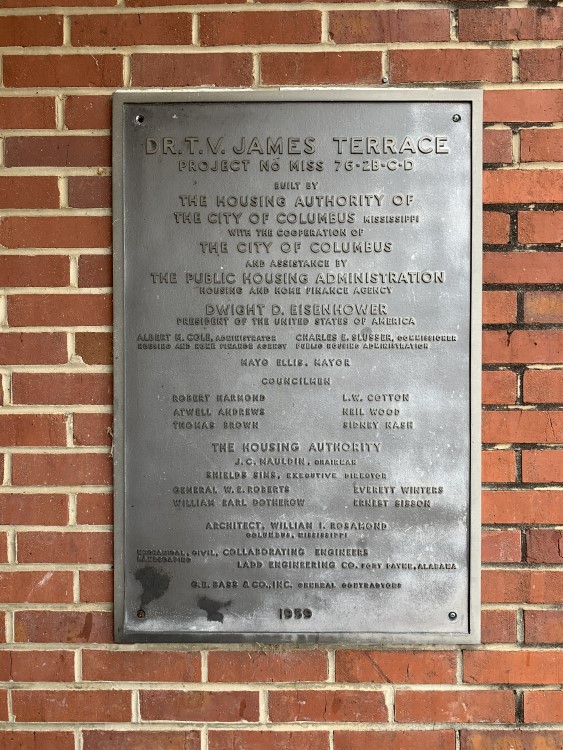 DR. T. V. JAMES TERRACE
PROJECT NO MISS 76-2B-C-D
BUILT BY
THE HOUSING AUTHORITY OF
THE CITY OF COLUMBUS MISSISSIPPI
WITH THE COOPERATION OF
THE CITY OF COLUMBUS
AND ASSISTANCE BY
THE PUBLIC HOUSING ADMINISTRATION
HOUSING AND HOME FINANCE AGENCY
DWIGHT D. EISENHOWER
PRESIDENT OF THE UNITED STATES OF AMERICA
ALBERT M. COLE, ADMINISTRATOR CHARLES E. SLUSSER, COMMISSIONER
HOUSING AND HOME FINANCE AGENCY PUBLIC HOUSING ADMINISTRATION
MAYO ELLIS, MAYOR
COUNCILMEN
ROBERT HARMOND L.W. COTTON
ATWELL ANDREWS NEIL WOOD
THOMAS BROWN SIDNEY NASH
THE HOUSING AUTHORITY
J.C. MAULDIN, CHAIRMAN
SHIELDS SIMS, EXECUTIVE DIRECTOR
GENERAL W.E. ROBERTS EVERETT WINTERS
WILLIAM EARL DOTHEROW ERNEST SISSON
ARCHITECT, WILLIAM I. ROSAMOND
COLUMBUS, MISSISSIPPI
MECHANICAL, CIVIL, COLLABORATING ENGINEERS
LANDSCAPING
LADD ENGINEERING CO. FORT PAYNE, ALABAMA
G.E. BASS & CO., INC. GENERAL CONTRACTORS
1959